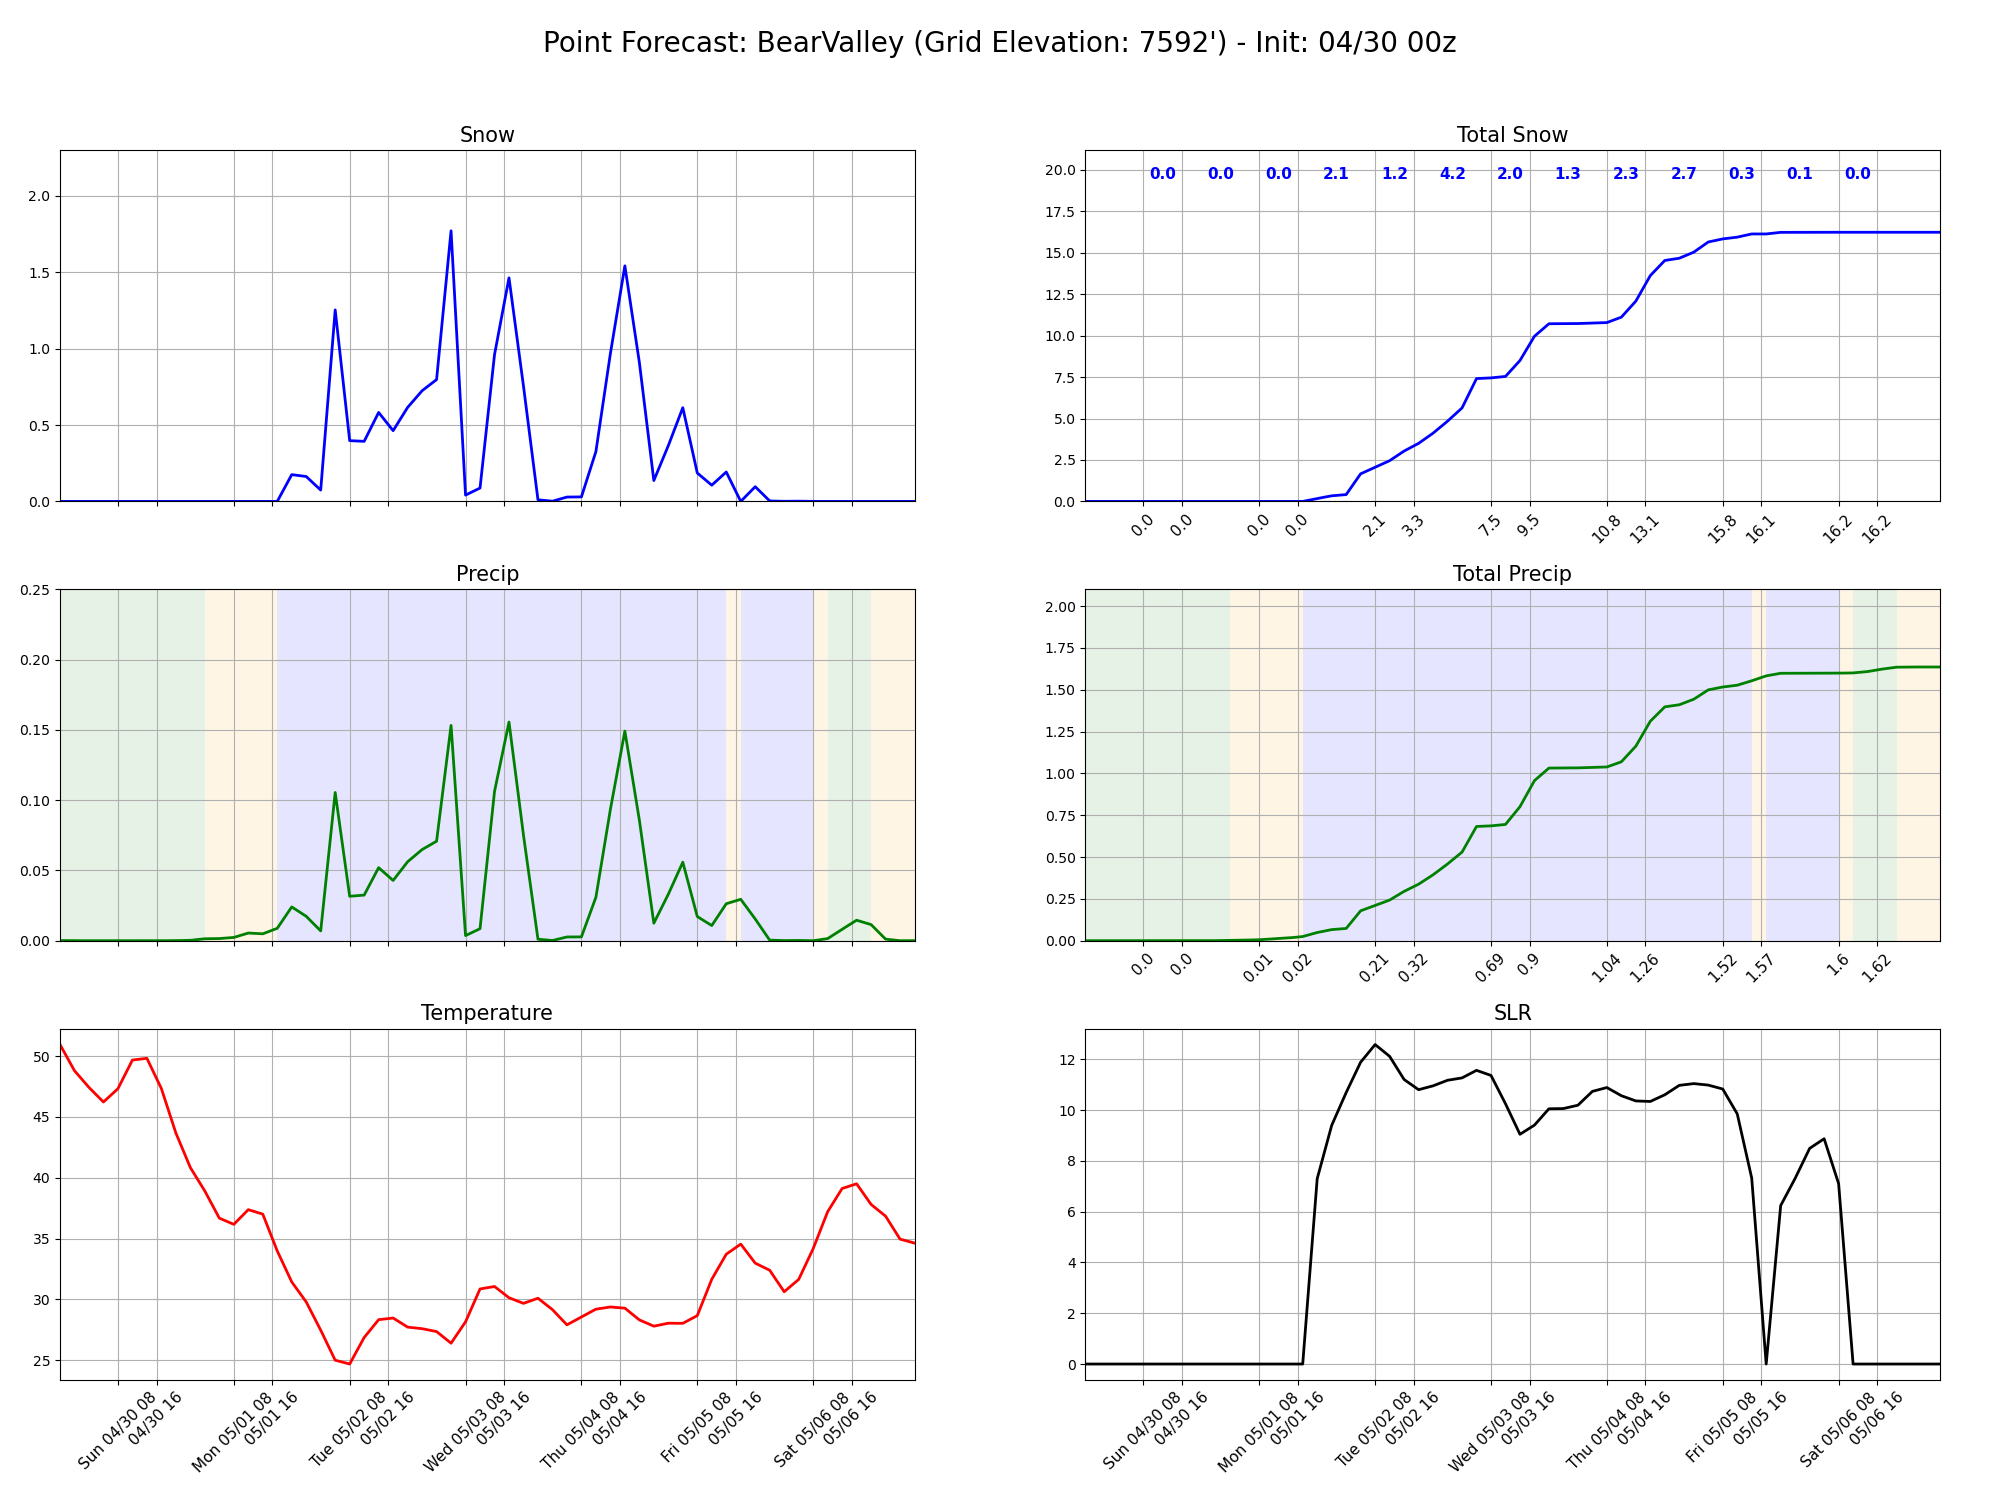 Point Forecast: BearValley (Grid Elevation: 7592') - Init: 04/30 00z
Snow
2.0
1.5
1.0
0.5
0.0
Total Snow
0.0 0.0 0.0 2.1 1.2 4.2 2.0 1.3 2.3 2.7 0.3 0.1 0.0
20.0
17.5
15.0
12.5
10.0
7.5
5.0
2.5
0.0
0.0 0.0 0.0 0.0 2.1 3.3 7.5 9.5 10.8 13.1 15.8 16.1 16.2 16.2
Precip
0.25
0.20
0.15
0.10
0.05
0.00
Total Precip
2.00
1.75
1.50
1.25
1.00
0.75
0.50
0.25
0.00
0.0 0.0 0.01 0.02 0.21 0.32 0.69 0.9 1.04 1.26 1.52 1.57 1.6 1.62
Temperature
50
45
40
35
30
25
Sun 04/30 08
04/30 16
Mon 05/01 08
05/01 16
Tue 05/02 08
05/02 16
Wed 05/03 08
05/03 16
Thu 05/04 08
05/04 16
Fri 05/05 08
05/05 16
Sat 05/06 08
05/06 16
SLR
12
10
8
6
4
2
0
Sun 04/30 08
04/30 16
Mon 05/01 08
05/01 16
Tue 05/02 08
05/02 16
Wed 05/03 08
05/03 16
Thu 05/04 08
05/04 16
Fri 05/05 08
05/05 16
Sat 05/06 08
05/06 16